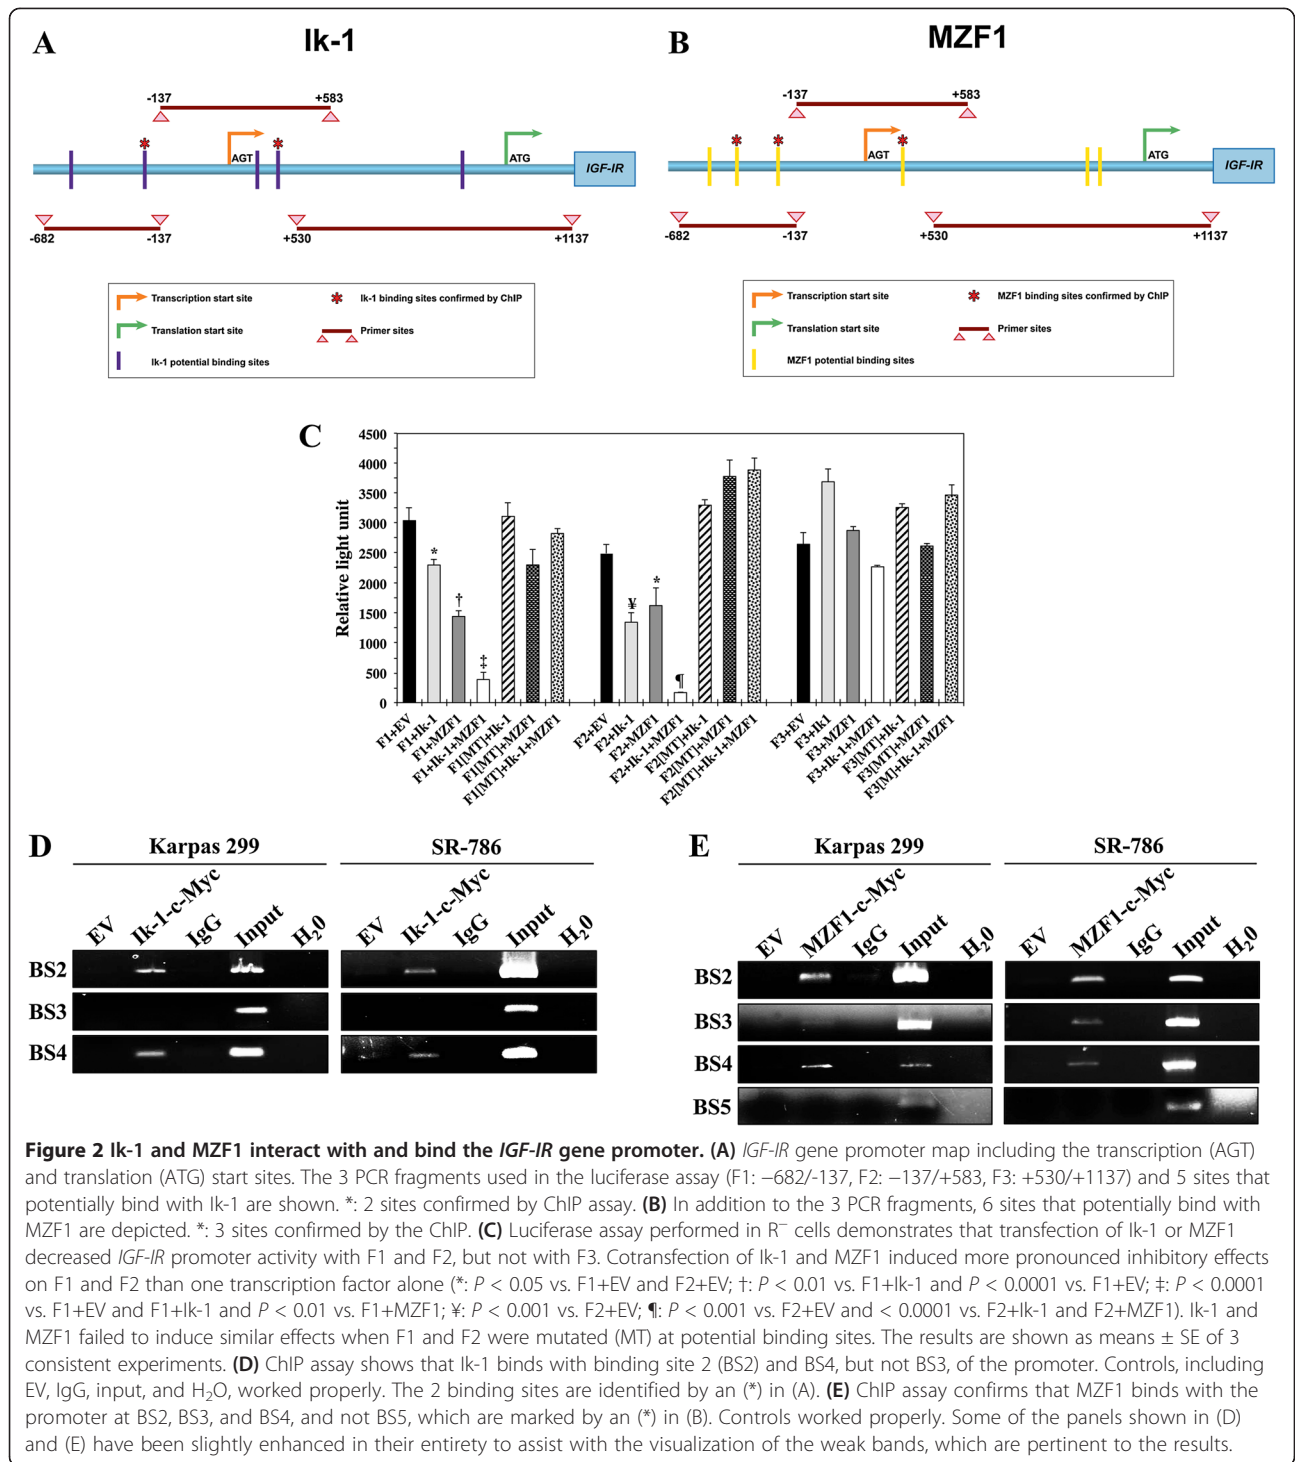 A
Ik-1
-137
+583
AGT
ATG
IGF-IR
-682
-137
+530
+1137
Transcription start site
Ik-1 binding sites confirmed by ChIP
Translation start site
Primer sites
Ik-1 potential binding sites
B
MZF1
-137
+583
AGT
ATG
IGF-IR
-682
-137
+530
+1137
Transcription start site
MZF1 binding sites confirmed by ChIP
Translation start site
Primer sites
MZF1 potential binding sites
C
Relative light unit
4500
4000
3500
3000
2500
2000
1500
1000
500
0
*
†
‡
¥
*
¶
F1+EV
F1+Ik-1
F1+MZF1
F1+Ik-1+MZF1
F1[MT]+Ik-1
F1[MT]+MZF1
F1[MT]+Ik-1+MZF1
F2+EV
F2+Ik-1
F2+MZF1
F2+Ik-1+MZF1
F2[MT]+Ik-1
F2[MT]+MZF1
F2[MT]+Ik-1+MZF1
F3+EV
F3+Ik1
F3+MZF1
F3+Ik-1+MZF1
F3[MT]+Ik-1
F3[MT]+MZF1
F3[M]+Ik-1+MZF1
D
Karpas 299
SR-786
EV
Ik-1-c-Myc
IgG
Input
H₂0
EV
Ik-1-c-Myc
IgG
Input
H₂0
BS2
BS3
BS4
E
Karpas 299
SR-786
EV
MZF1-c-Myc
IgG
Input
H₂0
EV
MZF1-c-Myc
IgG
Input
H₂0
BS2
BS3
BS4
BS5
Figure 2 Ik-1 and MZF1 interact with and bind the IGF-IR gene promoter. (A) IGF-IR gene promoter map including the transcription (AGT)
and translation (ATG) start sites. The 3 PCR fragments used in the luciferase assay (F1: −682/-137, F2: −137/+583, F3: +530/+1137) and 5 sites that
potentially bind with Ik-1 are shown. *: 2 sites confirmed by ChIP assay. (B) In addition to the 3 PCR fragments, 6 sites that potentially bind with
MZF1 are depicted. *: 3 sites confirmed by the ChIP. (C) Luciferase assay performed in R⁻ cells demonstrates that transfection of Ik-1 or MZF1
decreased IGF-IR promoter activity with F1 and F2, but not with F3. Cotransfection of Ik-1 and MZF1 induced more pronounced inhibitory effects
on F1 and F2 than one transcription factor alone (*: P < 0.05 vs. F1+EV and F2+EV; †: P < 0.01 vs. F1+Ik-1 and P < 0.0001 vs. F1+EV; ‡: P < 0.0001
vs. F1+EV and F1+Ik-1 and P < 0.01 vs. F1+MZF1; ¥: P < 0.001 vs. F2+EV; ¶: P < 0.001 vs. F2+EV and < 0.0001 vs. F2+Ik-1 and F2+MZF1). Ik-1 and
MZF1 failed to induce similar effects when F1 and F2 were mutated (MT) at potential binding sites. The results are shown as means ± SE of 3
consistent experiments. (D) ChIP assay shows that Ik-1 binds with binding site 2 (BS2) and BS4, but not BS3, of the promoter. Controls, including
EV, IgG, input, and H₂O, worked properly. The 2 binding sites are identified by an (*) in (A). (E) ChIP assay confirms that MZF1 binds with the
promoter at BS2, BS3, and BS4, and not BS5, which are marked by an (*) in (B). Controls worked properly. Some of the panels shown in (D)
and (E) have been slightly enhanced in their entirety to assist with the visualization of the weak bands, which are pertinent to the results.